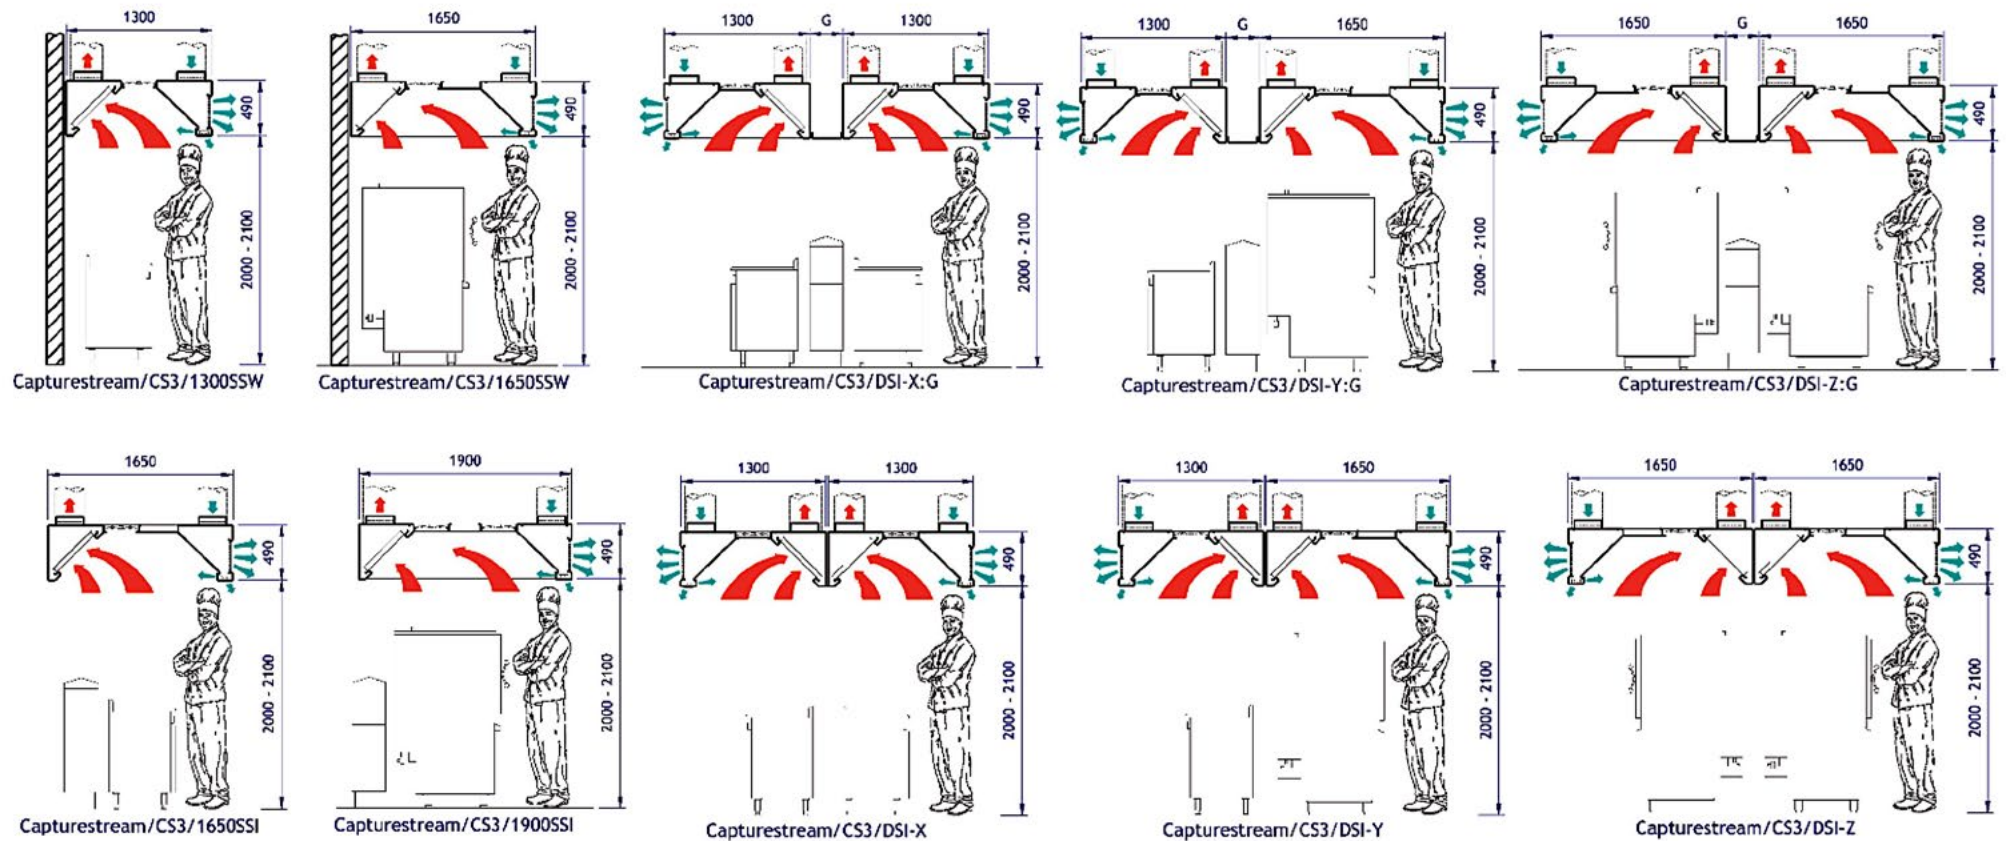 1300
490
2000 - 2100
Capturestream/CS3/1300SSW
1650
490
2000 - 2100
Capturestream/CS3/1650SSW
1300 G 1300
490
2000 - 2100
Capturestream/CS3/DSI-X:G
1300 G 1650
490
2000 - 2100
Capturestream/CS3/DSI-Y:G
1650 G 1650
490
2000 - 2100
Capturestream/CS3/DSI-Z:G
1650
490
2000 - 2100
Capturestream/CS3/1650SSI
1900
490
2000 - 2100
Capturestream/CS3/1900SSI
1300 1300
490
2000 - 2100
Capturestream/CS3/DSI-X
1300 1650
490
2000 - 2100
Capturestream/CS3/DSI-Y
1650 1650
490
2000 - 2100
Capturestream/CS3/DSI-Z